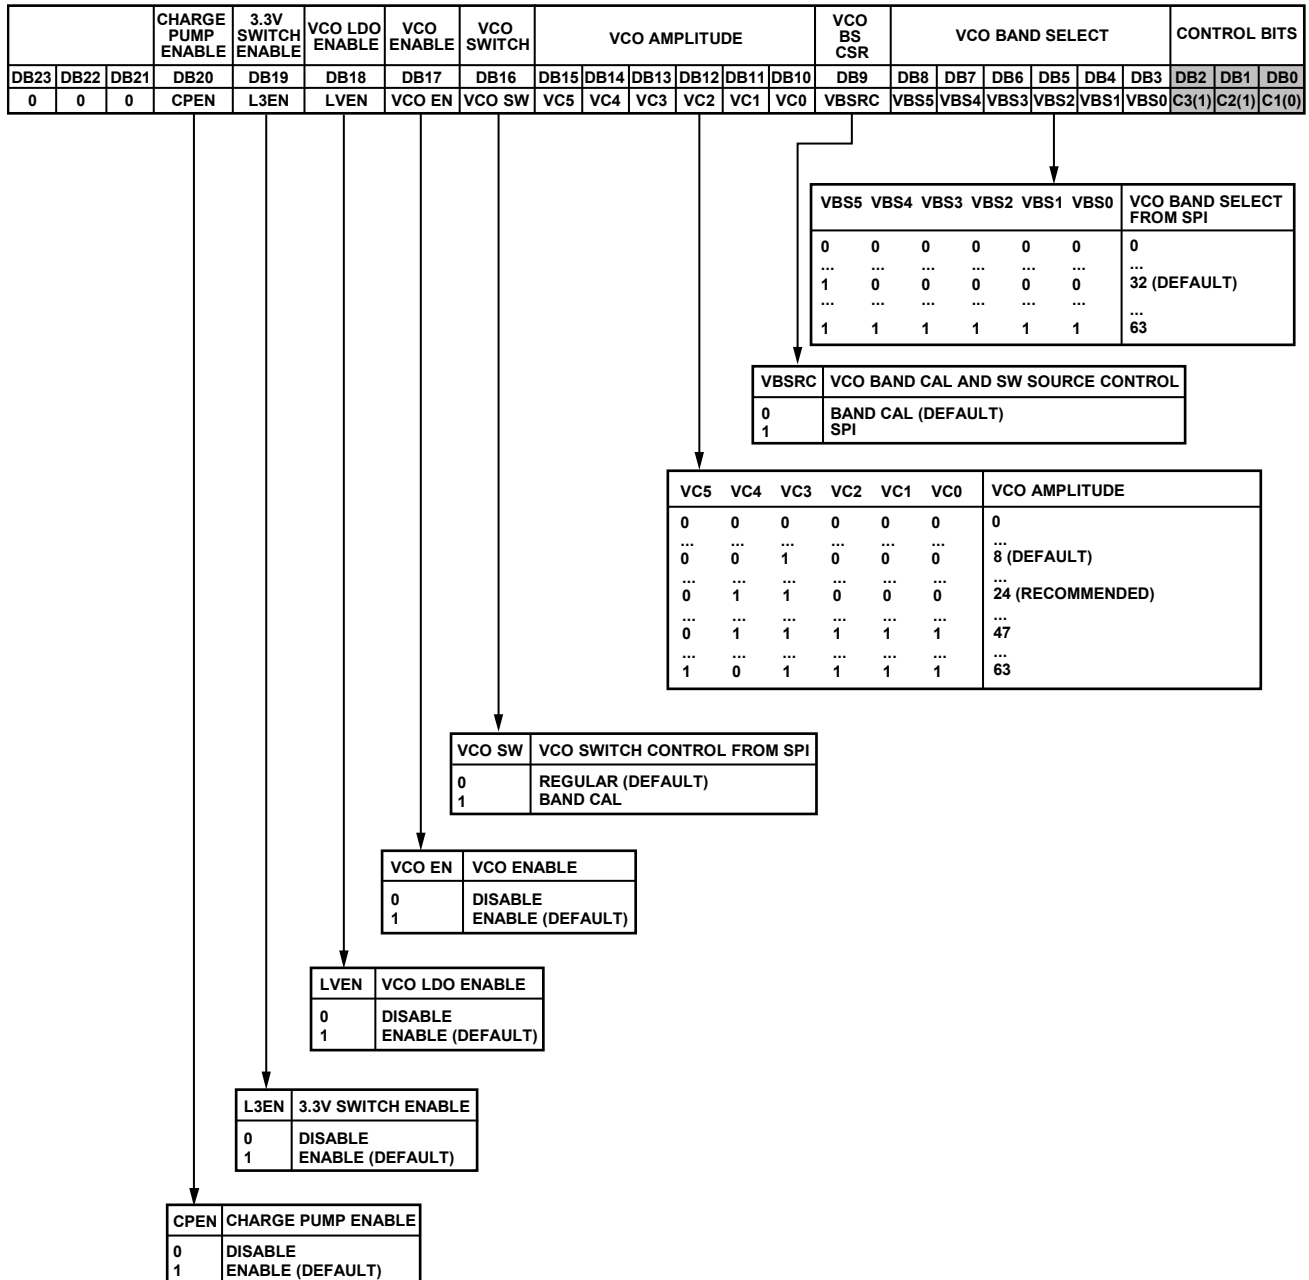 CHARGE PUMP ENABLE 3.3V SWITCH ENABLE VCO LDO ENABLE VCO ENABLE VCO SWITCH VCO AMPLITUDE VCO BS CSR VCO BAND SELECT CONTROL BITS
DB23 DB22 DB21 DB20 DB19 DB18 DB17 DB16 DB15 DB14 DB13 DB12 DB11 DB10 DB9 DB8 DB7 DB6 DB5 DB4 DB3 DB2 DB1 DB0
0 0 0 CPEN L3EN LVEN VCO EN VCO SW VC5 VC4 VC3 VC2 VC1 VC0 VBSRC VBS5 VBS4 VBS3 VBS2 VBS1 VBS0 C3(1) C2(1) C1(0)
VBS5 VBS4 VBS3 VBS2 VBS1 VBS0 VCO BAND SELECT FROM SPI
0 0 0 0 0 0 0
... ... ... ... ... ... ...
1 0 0 0 0 0 32 (DEFAULT)
... ... ... ... ... ... ...
1 1 1 1 1 1 63
VBSRC VCO BAND CAL AND SW SOURCE CONTROL
0 BAND CAL (DEFAULT)
1 SPI
VC5 VC4 VC3 VC2 VC1 VC0 VCO AMPLITUDE
0 0 0 0 0 0 0
... ... ... ... ... ... ...
0 0 1 0 0 0 8 (DEFAULT)
... ... ... ... ... ... ...
0 1 1 0 0 0 24 (RECOMMENDED)
... ... ... ... ... ... ...
0 1 1 1 1 1 47
... ... ... ... ... ... ...
1 0 1 1 1 1 63
VCO SW VCO SWITCH CONTROL FROM SPI
0 REGULAR (DEFAULT)
1 BAND CAL
VCO EN VCO ENABLE
0 DISABLE
1 ENABLE (DEFAULT)
LVEN VCO LDO ENABLE
0 DISABLE
1 ENABLE (DEFAULT)
L3EN 3.3V SWITCH ENABLE
0 DISABLE
1 ENABLE (DEFAULT)
CPEN CHARGE PUMP ENABLE
0 DISABLE
1 ENABLE (DEFAULT)